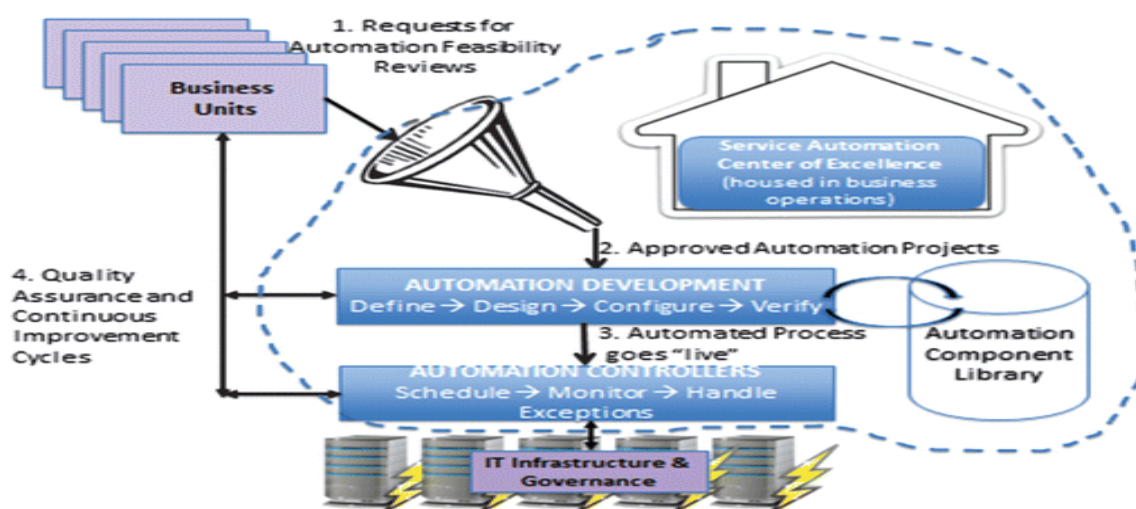 1. Requests for
Automation Feasibility
Reviews
Business
Units
Service Automation
Center of Excellence
(housed in business
operations)
2. Approved Automation Projects
AUTOMATION DEVELOPMENT
Define → Design → Configure → Verify
4. Quality
Assurance and
Continuous
Improvement
Cycles
3. Automated Process
goes “live”
Automation
Component
Library
AUTOMATION CONTROLLERS
Schedule → Monitor → Handle
Exceptions
IT Infrastructure &
Governance